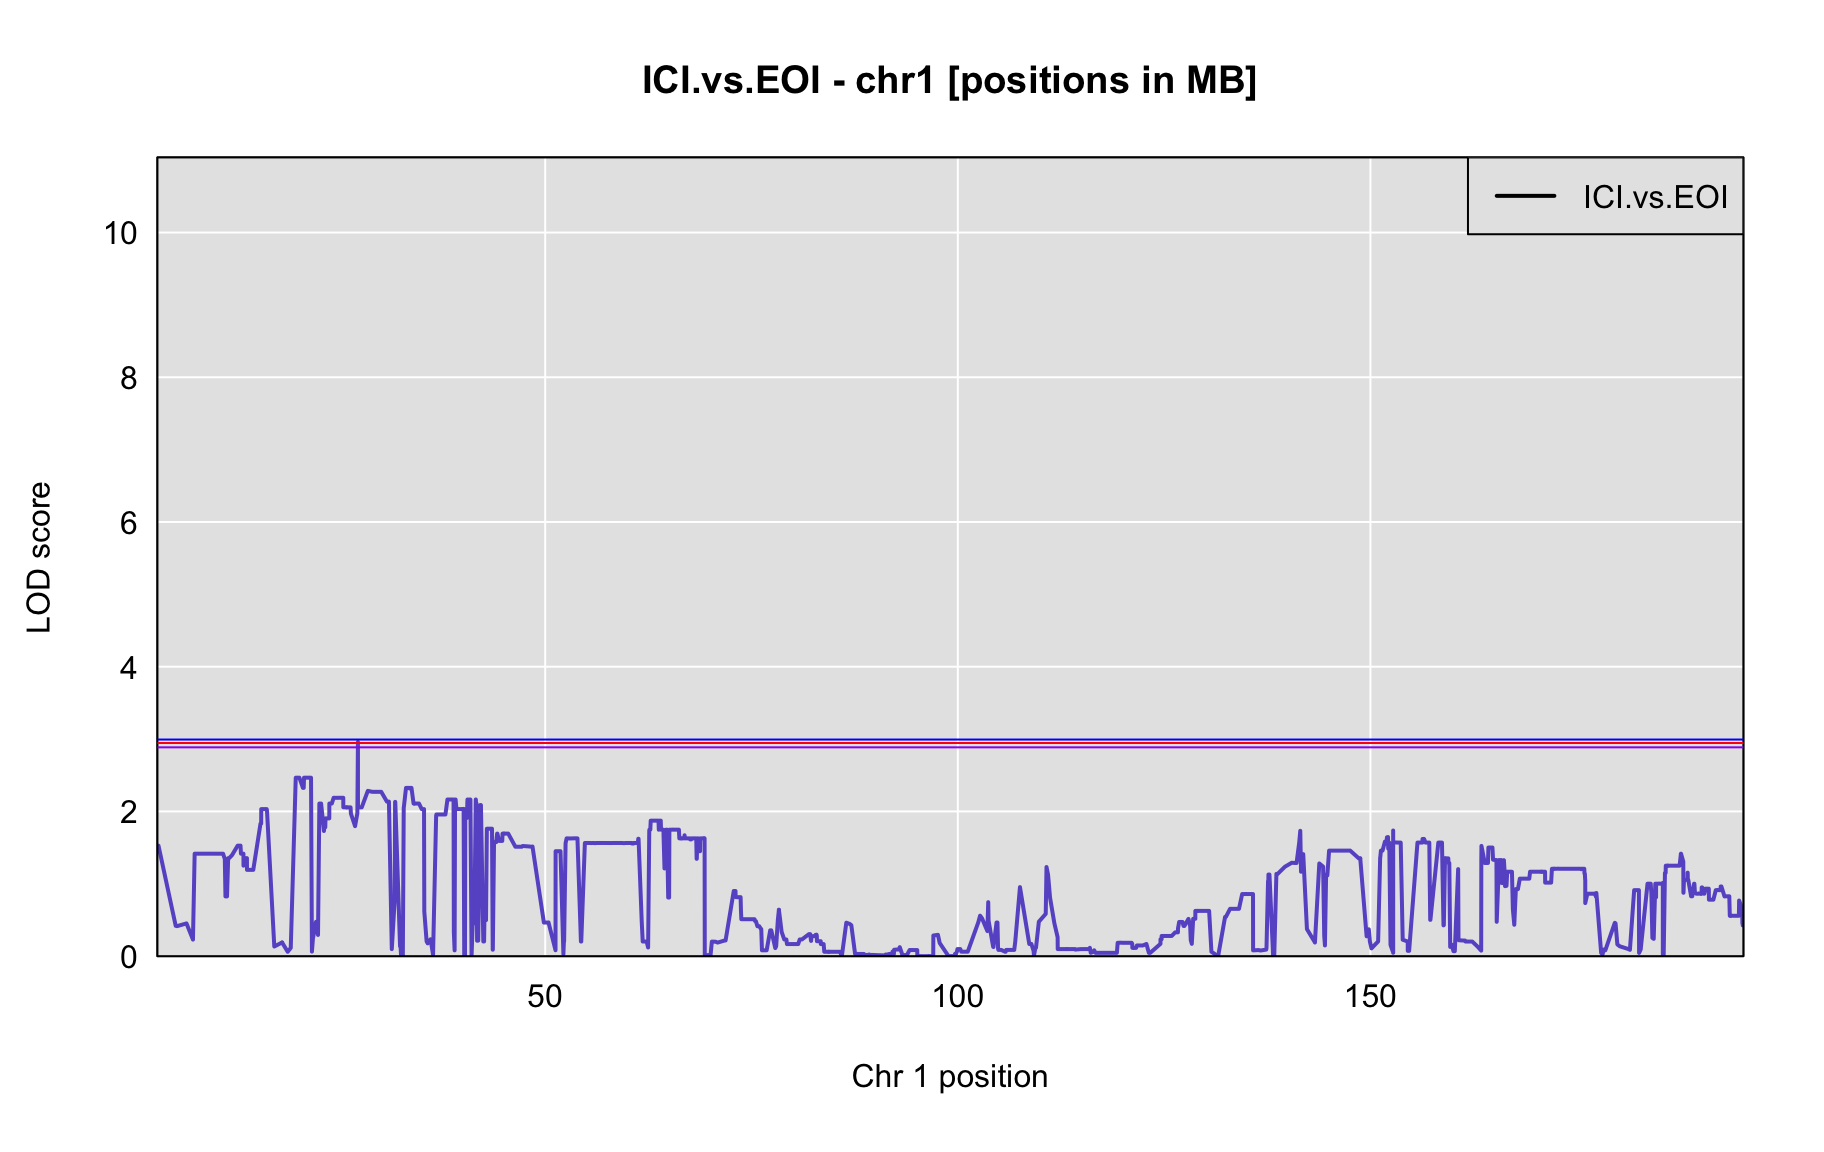 ICI.vs.EOI - chr1 [positions in MB]
ICI.vs.EOI
10
8
6
4
2
0
LOD score
50 100 150
Chr 1 position